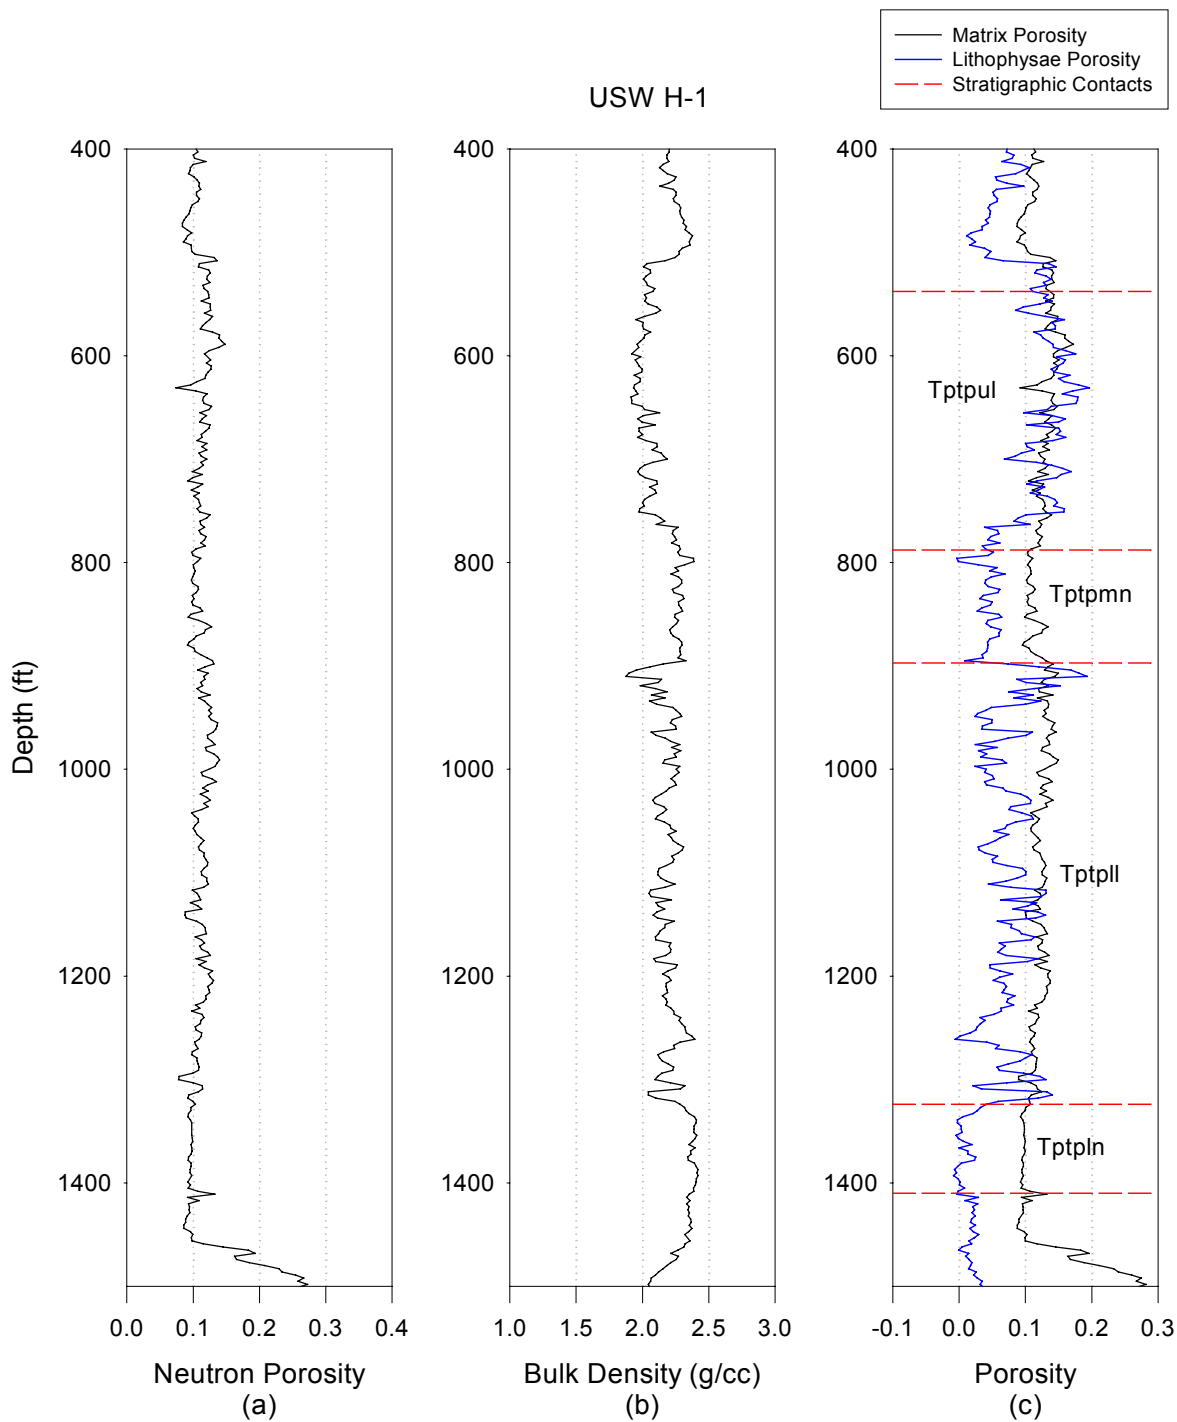 Matrix Porosity
Lithophysae Porosity
Stratigraphic Contacts
USW H-1
Depth (ft)
400
600
800
1000
1200
1400
0.0 0.1 0.2 0.3 0.4
Neutron Porosity
(a)
400
600
800
1000
1200
1400
1.0 1.5 2.0 2.5 3.0
Bulk Density (g/cc)
(b)
400
600
800
1000
1200
1400
Tptpul
Tptpmn
Tptpll
Tptpln
-0.1 0.0 0.1 0.2 0.3
Porosity
(c)